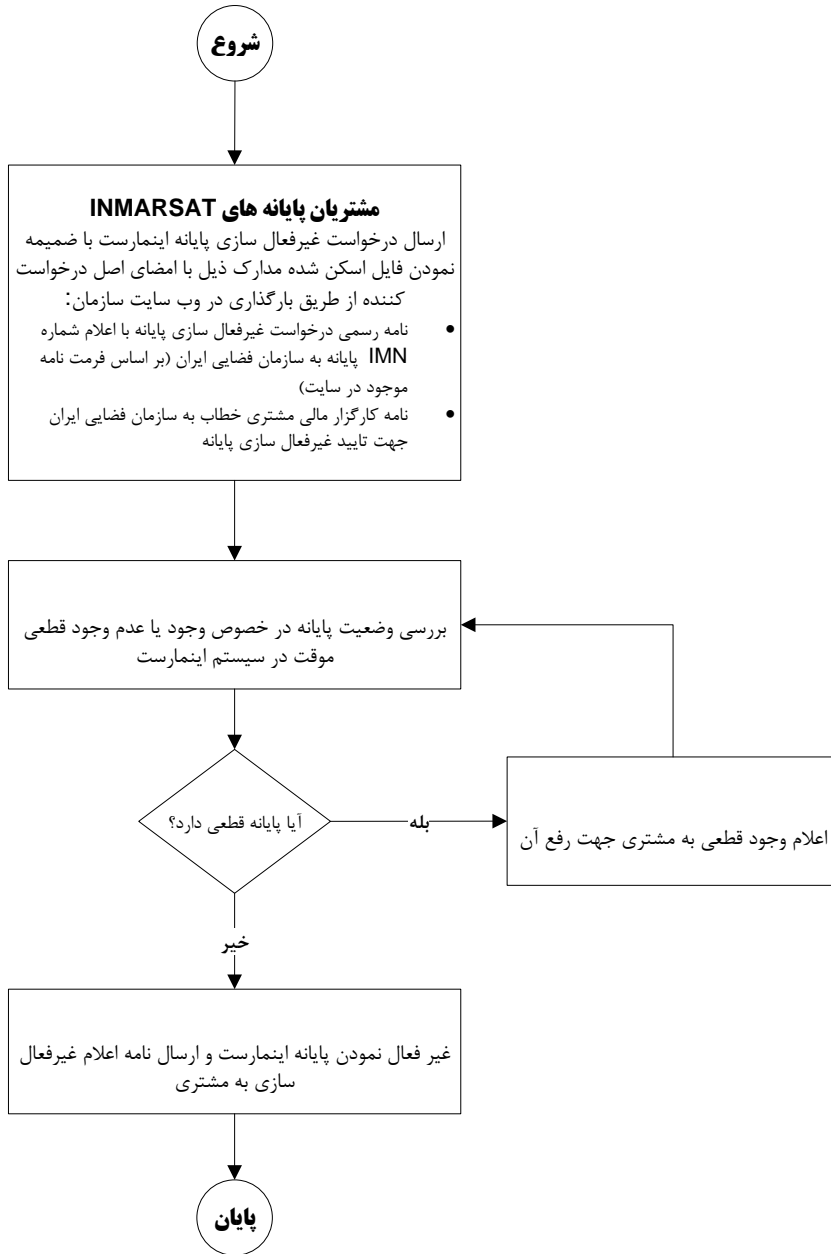 شروع
مشتریان پایانه های INMARSAT
ارسال درخواست غیرفعال سازی پایانه اینمارست با ضمیمه
نمودن فایل اسکن شده مدارک ذیل با امضای اصل درخواست
کننده از طریق بارگذاری در وب سایت سازمان:
• نامه رسمی درخواست غیرفعال سازی پایانه با اعلام شماره
IMN پایانه به سازمان فضایی ایران (بر اساس فرمت نامه
موجود در سایت)
• نامه کارگزار مالی مشتری خطاب به سازمان فضایی ایران
جهت تایید غیرفعال سازی پایانه
بررسی وضعیت پایانه در خصوص وجود یا عدم وجود قطعی
موقت در سیستم اینمارست
آیا پایانه قطعی دارد؟
بله
اعلام وجود قطعی به مشتری جهت رفع آن
خیر
غیر فعال نمودن پایانه اینمارست و ارسال نامه اعلام غیرفعال
سازی به مشتری
پایان